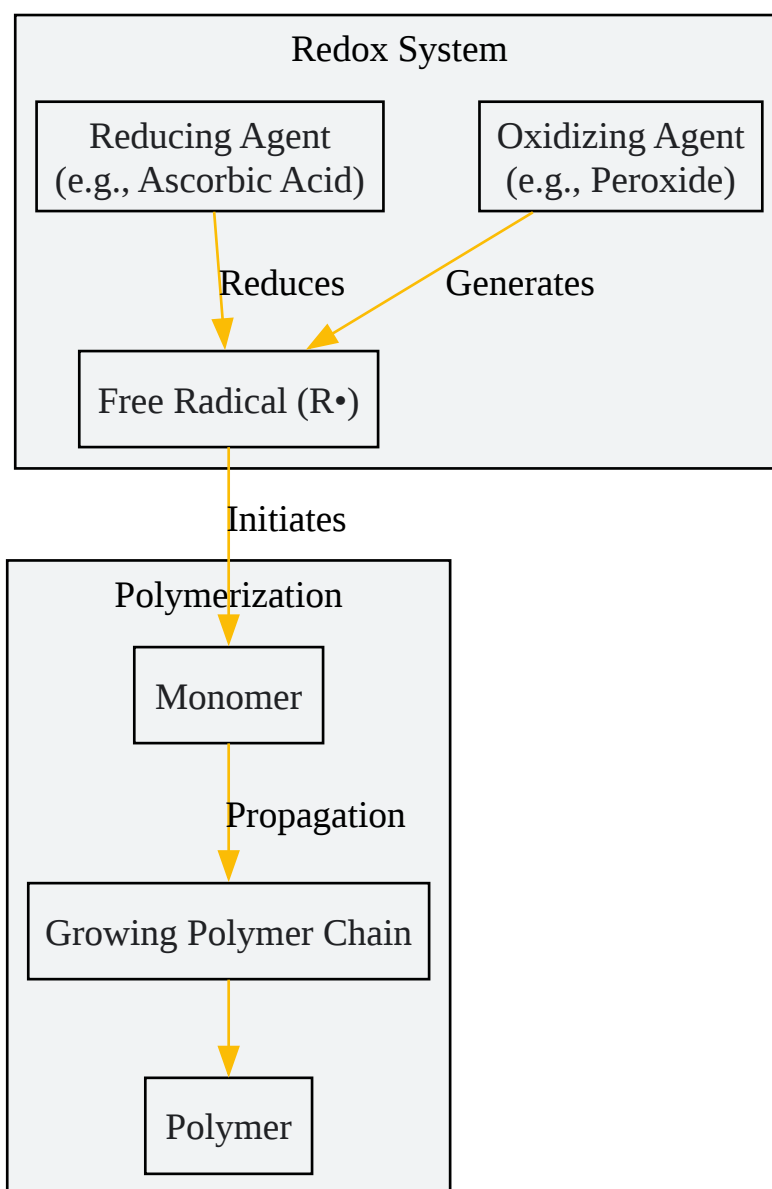 Redox System
Reducing Agent
(e.g., Ascorbic Acid)
Oxidizing Agent
(e.g., Peroxide)
Reduces
Generates
Free Radical (R•)
Initiates
Polymerization
Monomer
Propagation
Growing Polymer Chain
Polymer